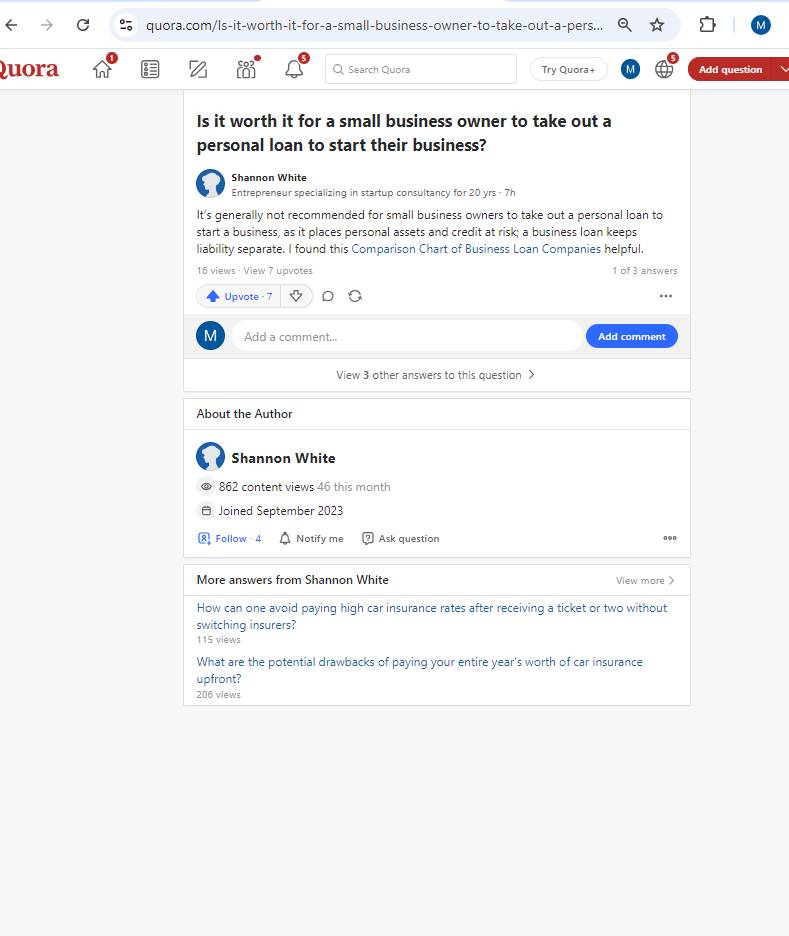 quora.com/Is-it-worth-it-for-a-small-business-owner-to-take-out-a-pers...
M
Quora
1
5
Search Quora
Try Quora+
M
5
Add question
Is it worth it for a small business owner to take out a
personal loan to start their business?
Shannon White
Entrepreneur specializing in startup consultancy for 20 yrs · 7h
It's generally not recommended for small business owners to take out a personal loan to
start a business, as it places personal assets and credit at risk; a business loan keeps
liability separate. I found this Comparison Chart of Business Loan Companies helpful.
16 views · View 7 upvotes
1 of 3 answers
Upvote · 7
M
Add a comment...
Add comment
View 3 other answers to this question
About the Author
Shannon White
862 content views 46 this month
Joined September 2023
Follow · 4
Notify me
Ask question
More answers from Shannon White
View more
How can one avoid paying high car insurance rates after receiving a ticket or two without
switching insurers?
115 views
What are the potential drawbacks of paying your entire year's worth of car insurance
upfront?
206 views